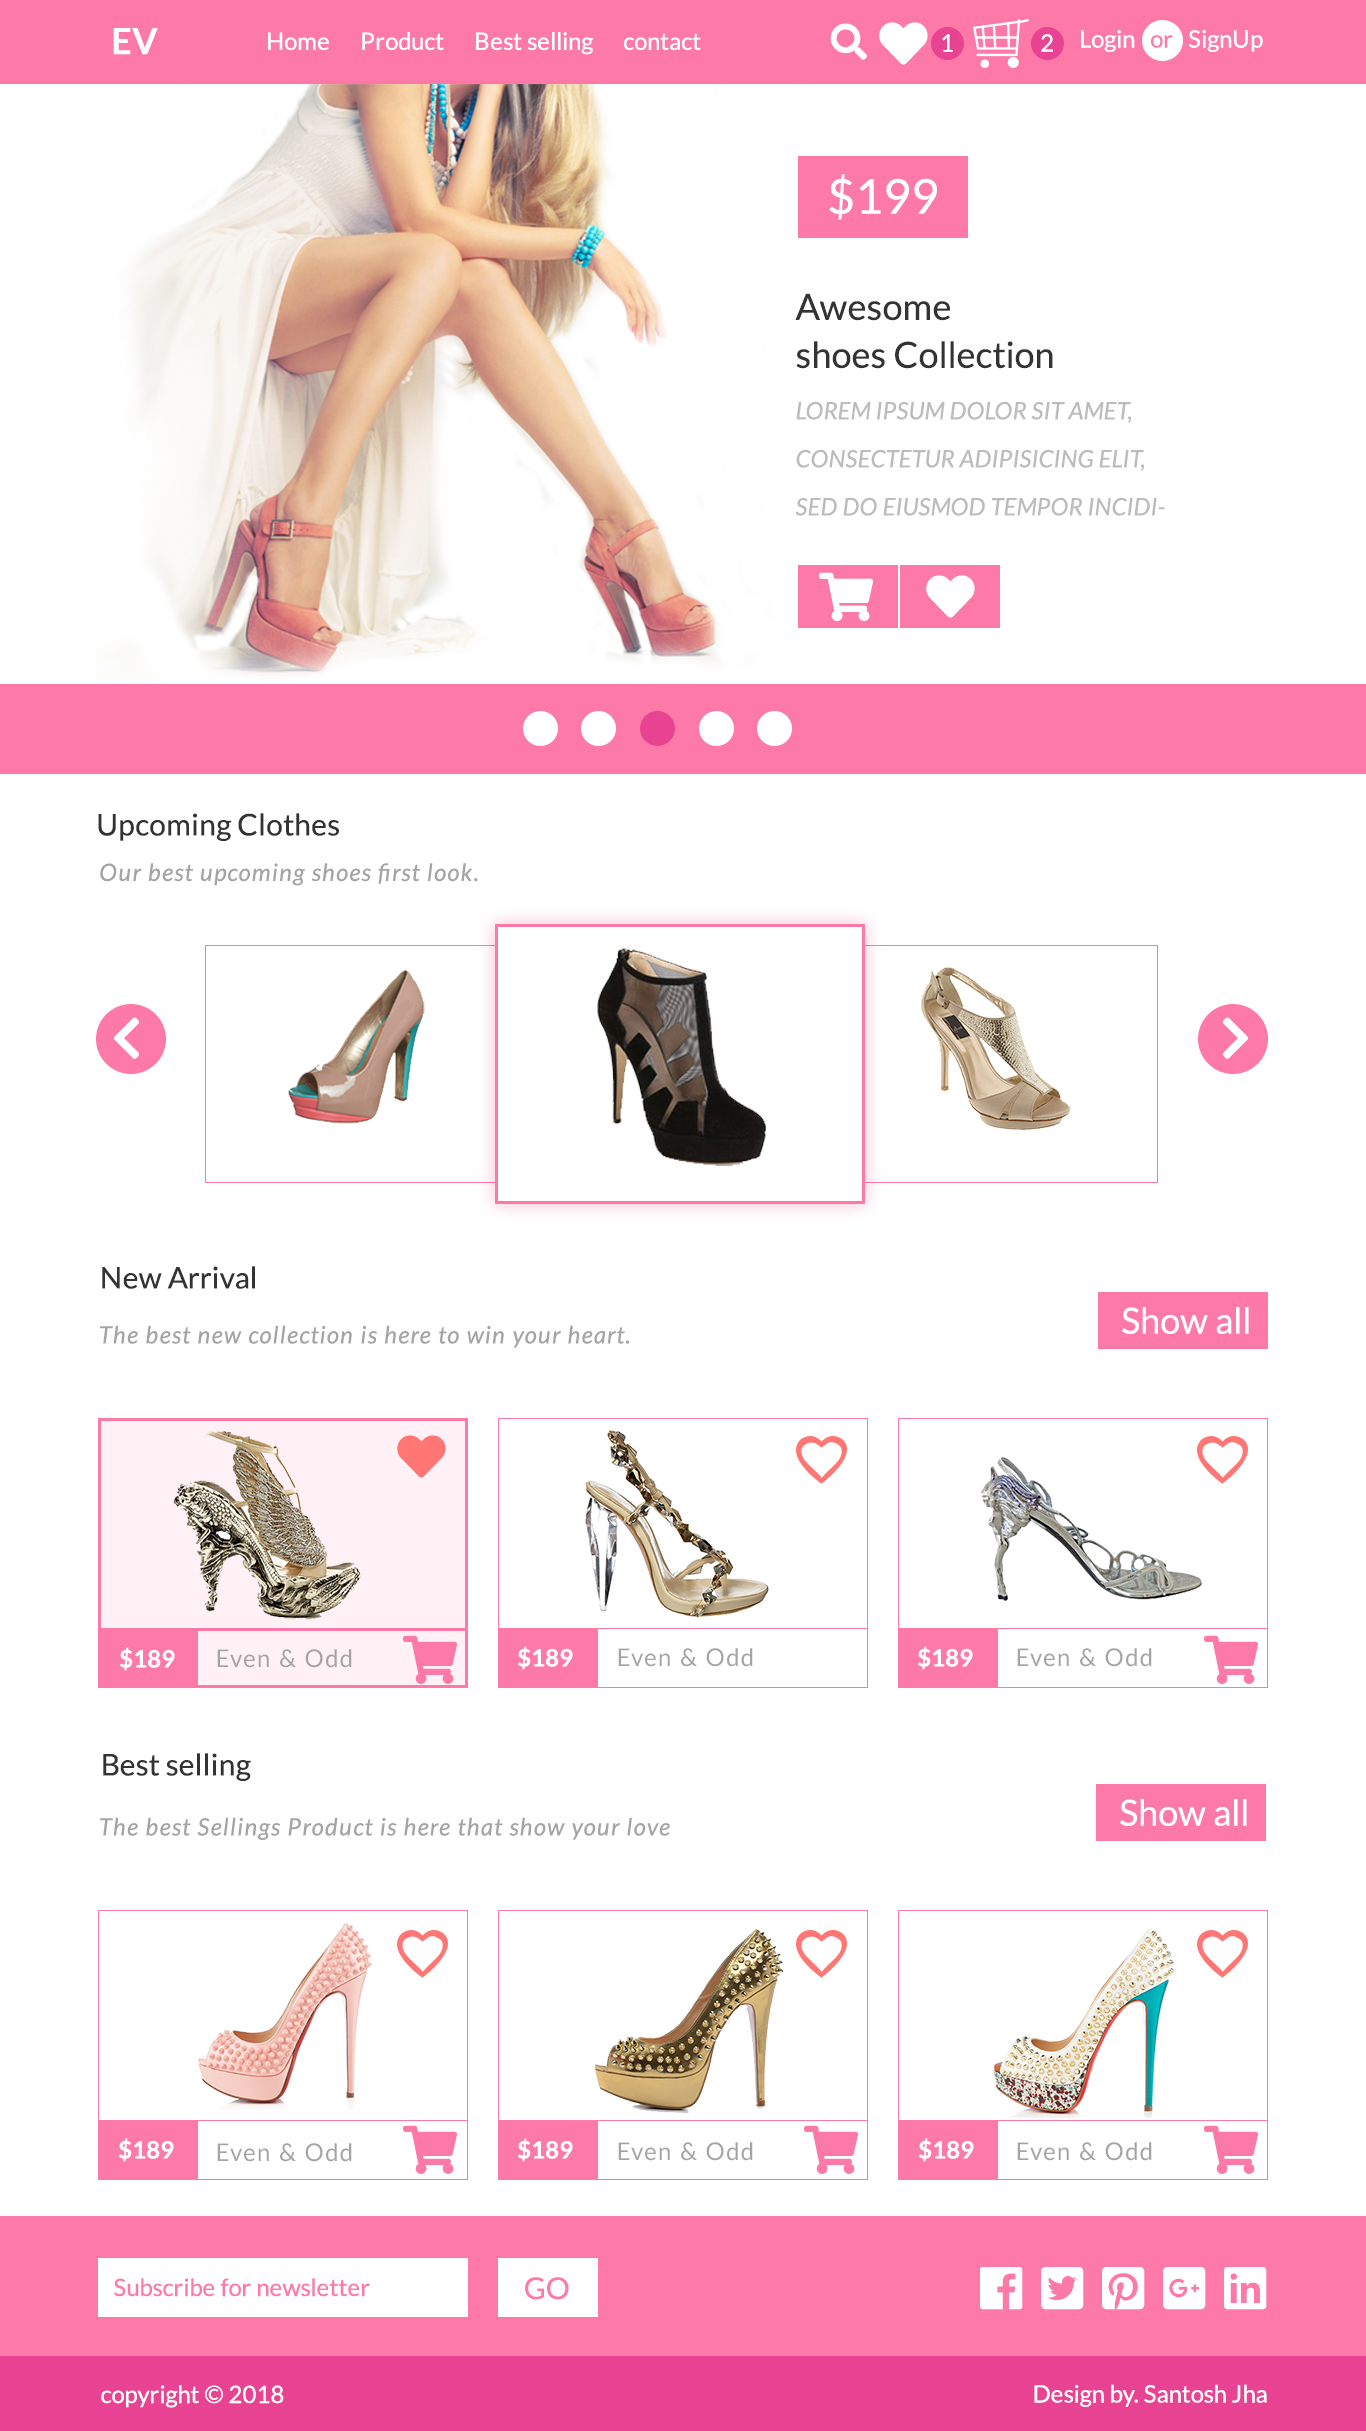 EV
Home Product Best selling contact
1 2 Login or SignUp
$199
Awesome
shoes Collection
LOREM IPSUM DOLOR SIT AMET,
CONSECTETUR ADIPISICING ELIT,
SED DO EIUSMOD TEMPOR INCIDI-
Upcoming Clothes
Our best upcoming shoes first look.
New Arrival
The best new collection is here to win your heart.
Show all
$189 Even & Odd
$189 Even & Odd
$189 Even & Odd
Best selling
The best Sellings Product is here that show your love
Show all
$189 Even & Odd
$189 Even & Odd
$189 Even & Odd
Subscribe for newsletter
GO
copyright © 2018
Design by. Santosh Jha